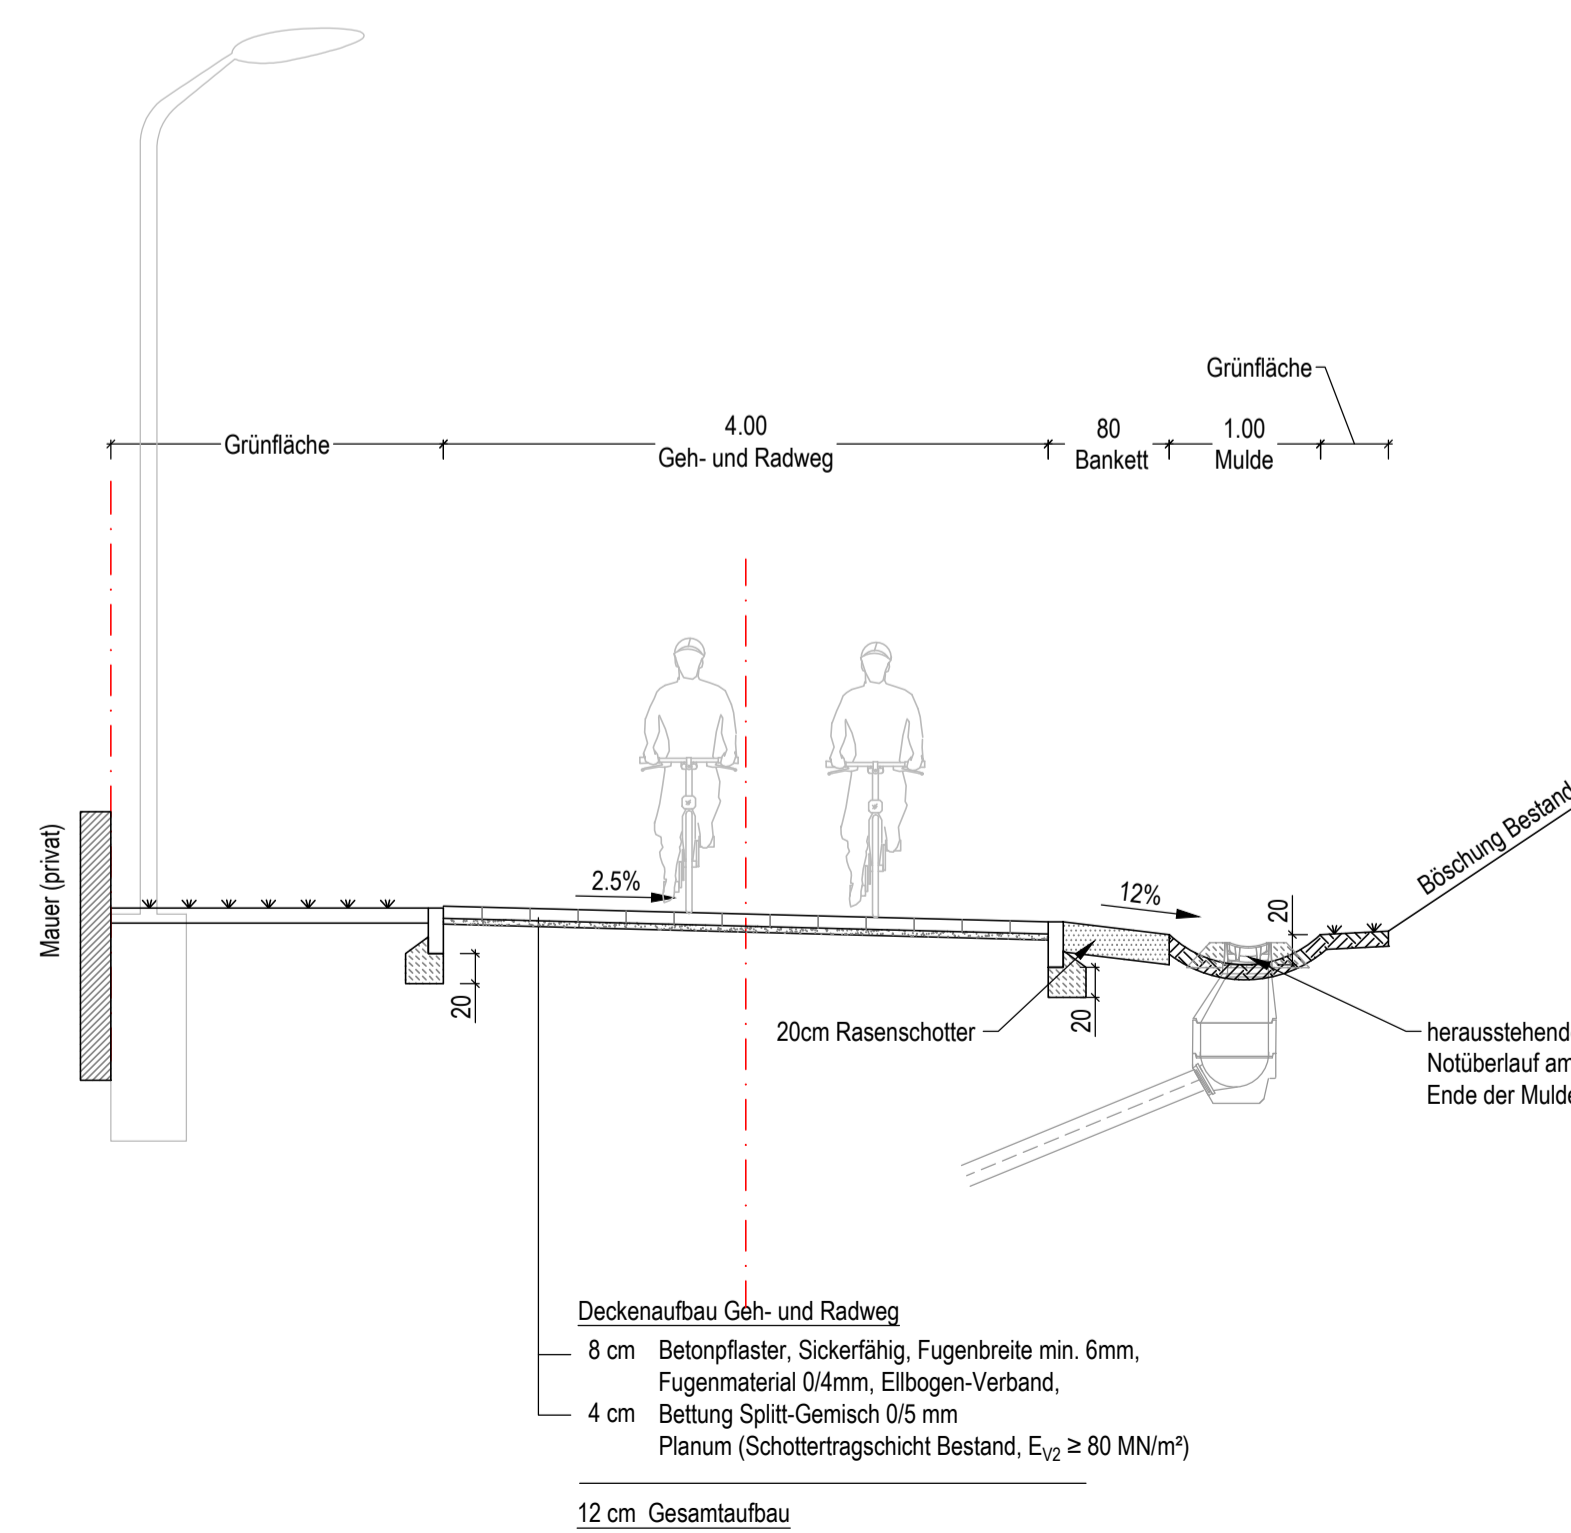 Grünfläche
4.00
80
1.00
Grünfläche
Geh- und Radweg
Bankett
Mulde
Mauer (privat)
2.5%
12%
20
Böschung Bestand
20
20
20cm Rasenschotter
herausstehend
Notüberlauf am
Ende der Mulde
Deckenaufbau Geh- und Radweg
8 cm Betonpflaster, Sickerfähig, Fugenbreite min. 6mm,
Fugenmaterial 0/4mm, Ellbogen-Verband,
4 cm Bettung Splitt-Gemisch 0/5 mm
Planum (Schottertragschicht Bestand, EV2 ≥ 80 MN/m²)
12 cm Gesamtaufbau